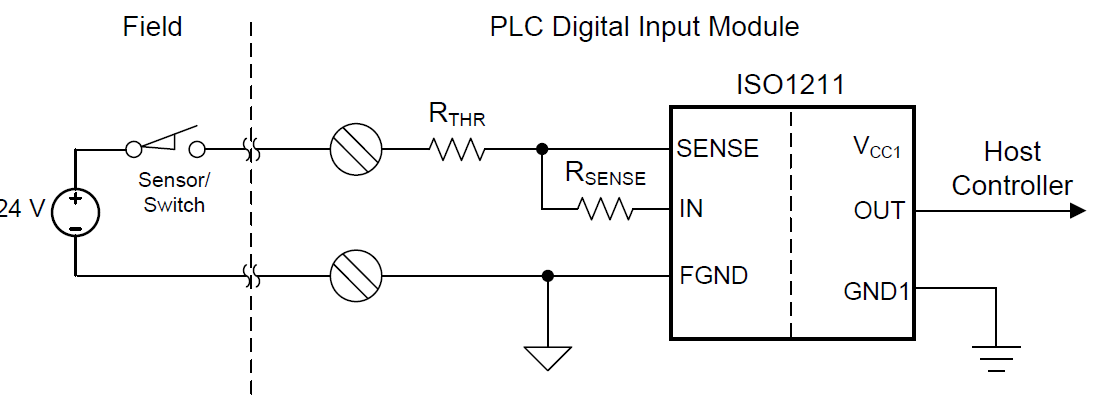 Field
PLC Digital Input Module
ISO1211
R_THR
SENSE
V_CC1
Host
Controller
R_SENSE
Sensor/
Switch
24 V
+
IN
OUT
FGND
GND1